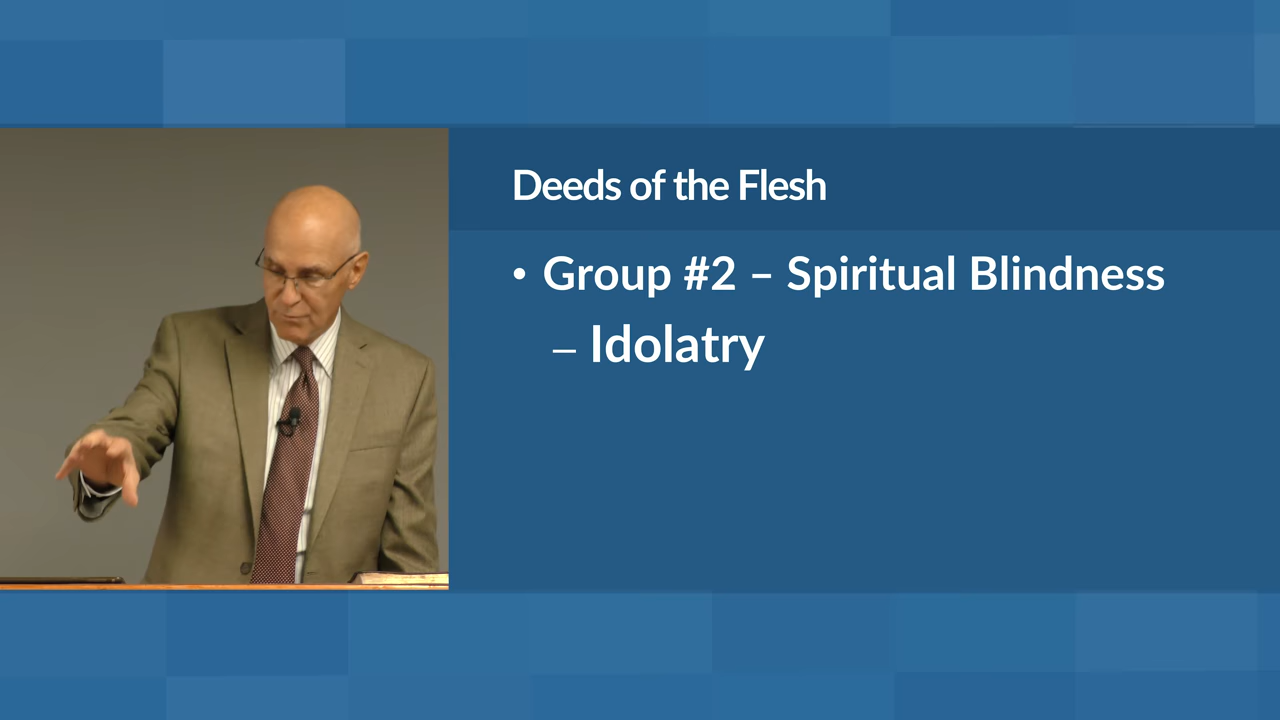 Deeds of the Flesh
• Group #2 – Spiritual Blindness
– Idolatry